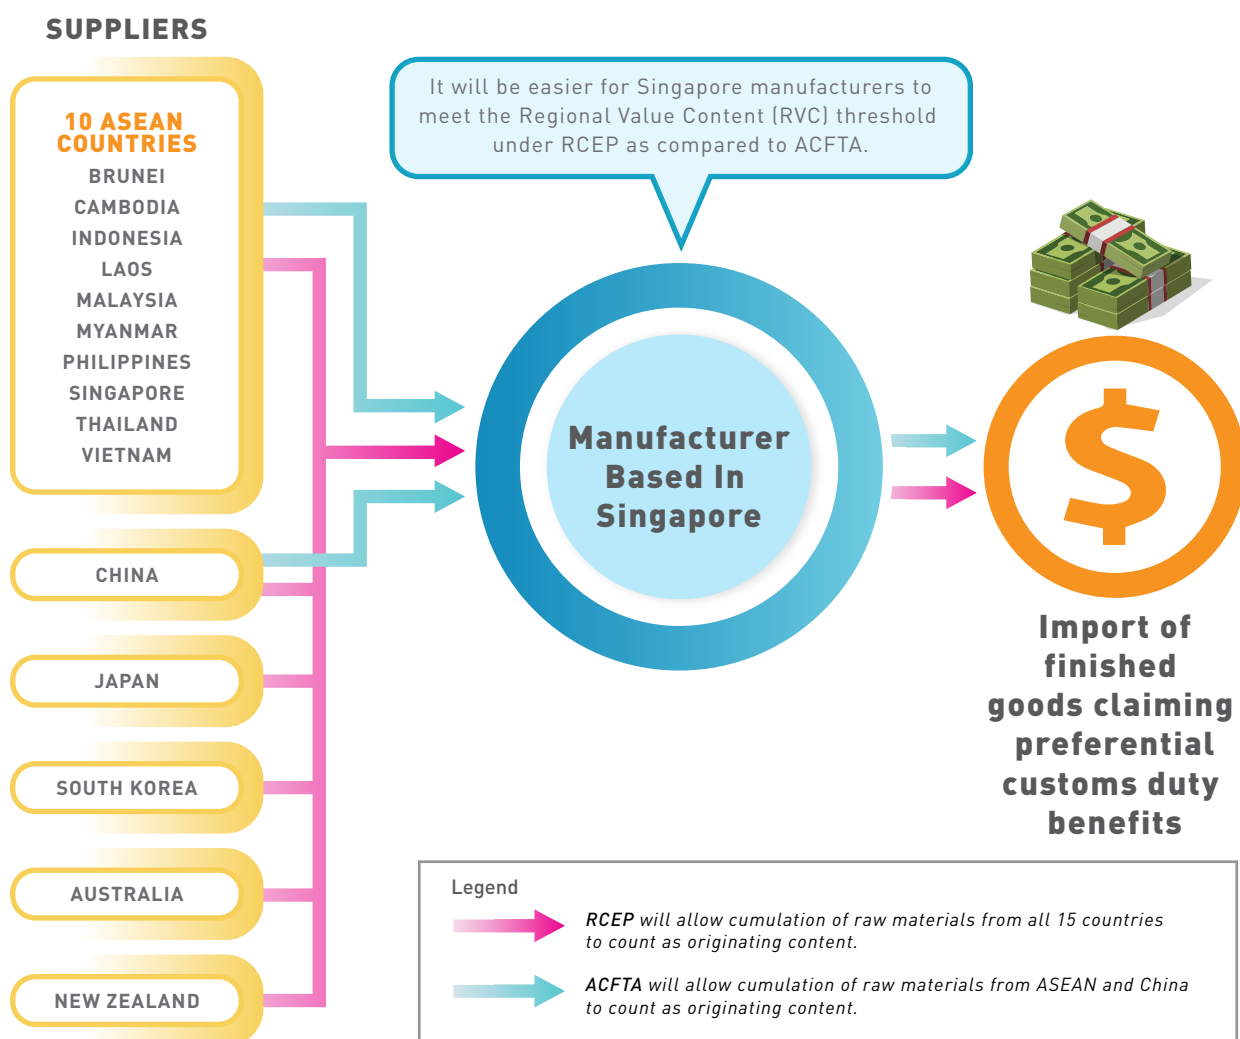 SUPPLIERS
10 ASEAN
COUNTRIES
BRUNEI
CAMBODIA
INDONESIA
LAOS
MALAYSIA
MYANMAR
PHILIPPINES
SINGAPORE
THAILAND
VIETNAM
CHINA
JAPAN
SOUTH KOREA
AUSTRALIA
NEW ZEALAND
It will be easier for Singapore manufacturers to
meet the Regional Value Content (RVC) threshold
under RCEP as compared to ACFTA.
Manufacturer
Based In
Singapore
$
Import of
finished
goods claiming
preferential
customs duty
benefits
Legend
RCEP will allow cumulation of raw materials from all 15 countries
to count as originating content.
ACFTA will allow cumulation of raw materials from ASEAN and China
to count as originating content.